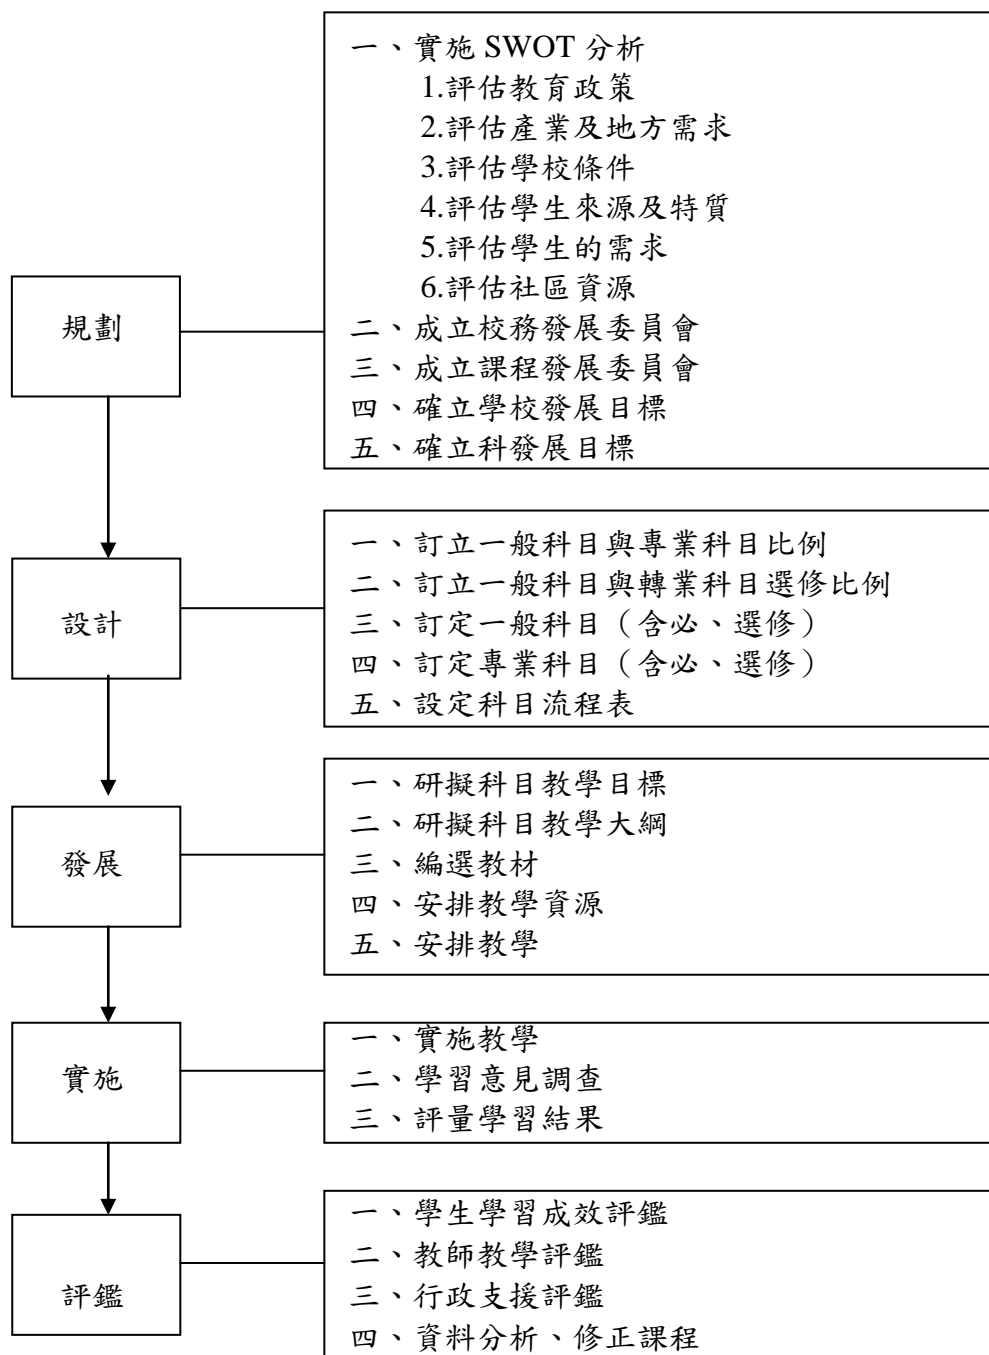 一、實施 SWOT 分析
1.評估教育政策
2.評估產業及地方需求
3.評估學校條件
4.評估學生來源及特質
5.評估學生的需求
6.評估社區資源
規劃
二、成立校務發展委員會
三、成立課程發展委員會
四、確立學校發展目標
五、確立科發展目標
一、訂立一般科目與專業科目比例
二、訂立一般科目與轉業科目選修比例
設計
三、訂定一般科目（含必、選修）
四、訂定專業科目（含必、選修）
五、設定科目流程表
一、研擬科目教學目標
二、研擬科目教學大綱
發展
三、編選教材
四、安排教學資源
五、安排教學
一、實施教學
實施
二、學習意見調查
三、評量學習結果
一、學生學習成效評鑑
二、教師教學評鑑
評鑑
三、行政支援評鑑
四、資料分析、修正課程